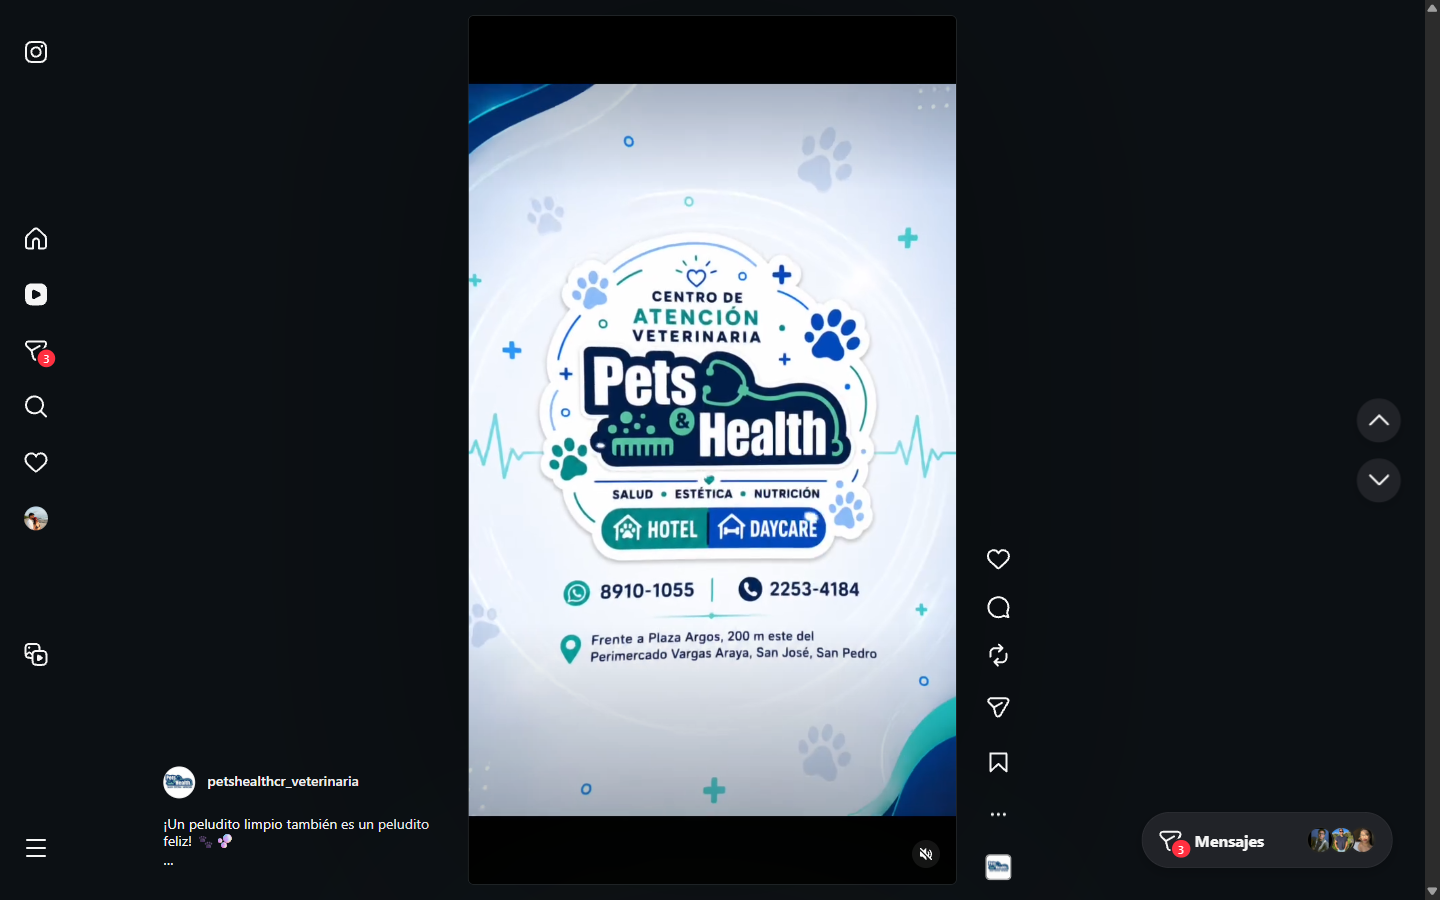 3
CENTRO DE
ATENCIÓN
VETERINARIA
Pets
&
Health
SALUD • ESTÉTICA • NUTRICIÓN
HOTEL DAYCARE
8910-1055 | 2253-4184
Frente a Plaza Argos, 200 m este del
Perimercado Vargas Araya, San José, San Pedro
petshealthcr_veterinaria
¡Un peludito limpio también es un peludito
feliz! 🐾🫧
...
3 Mensajes